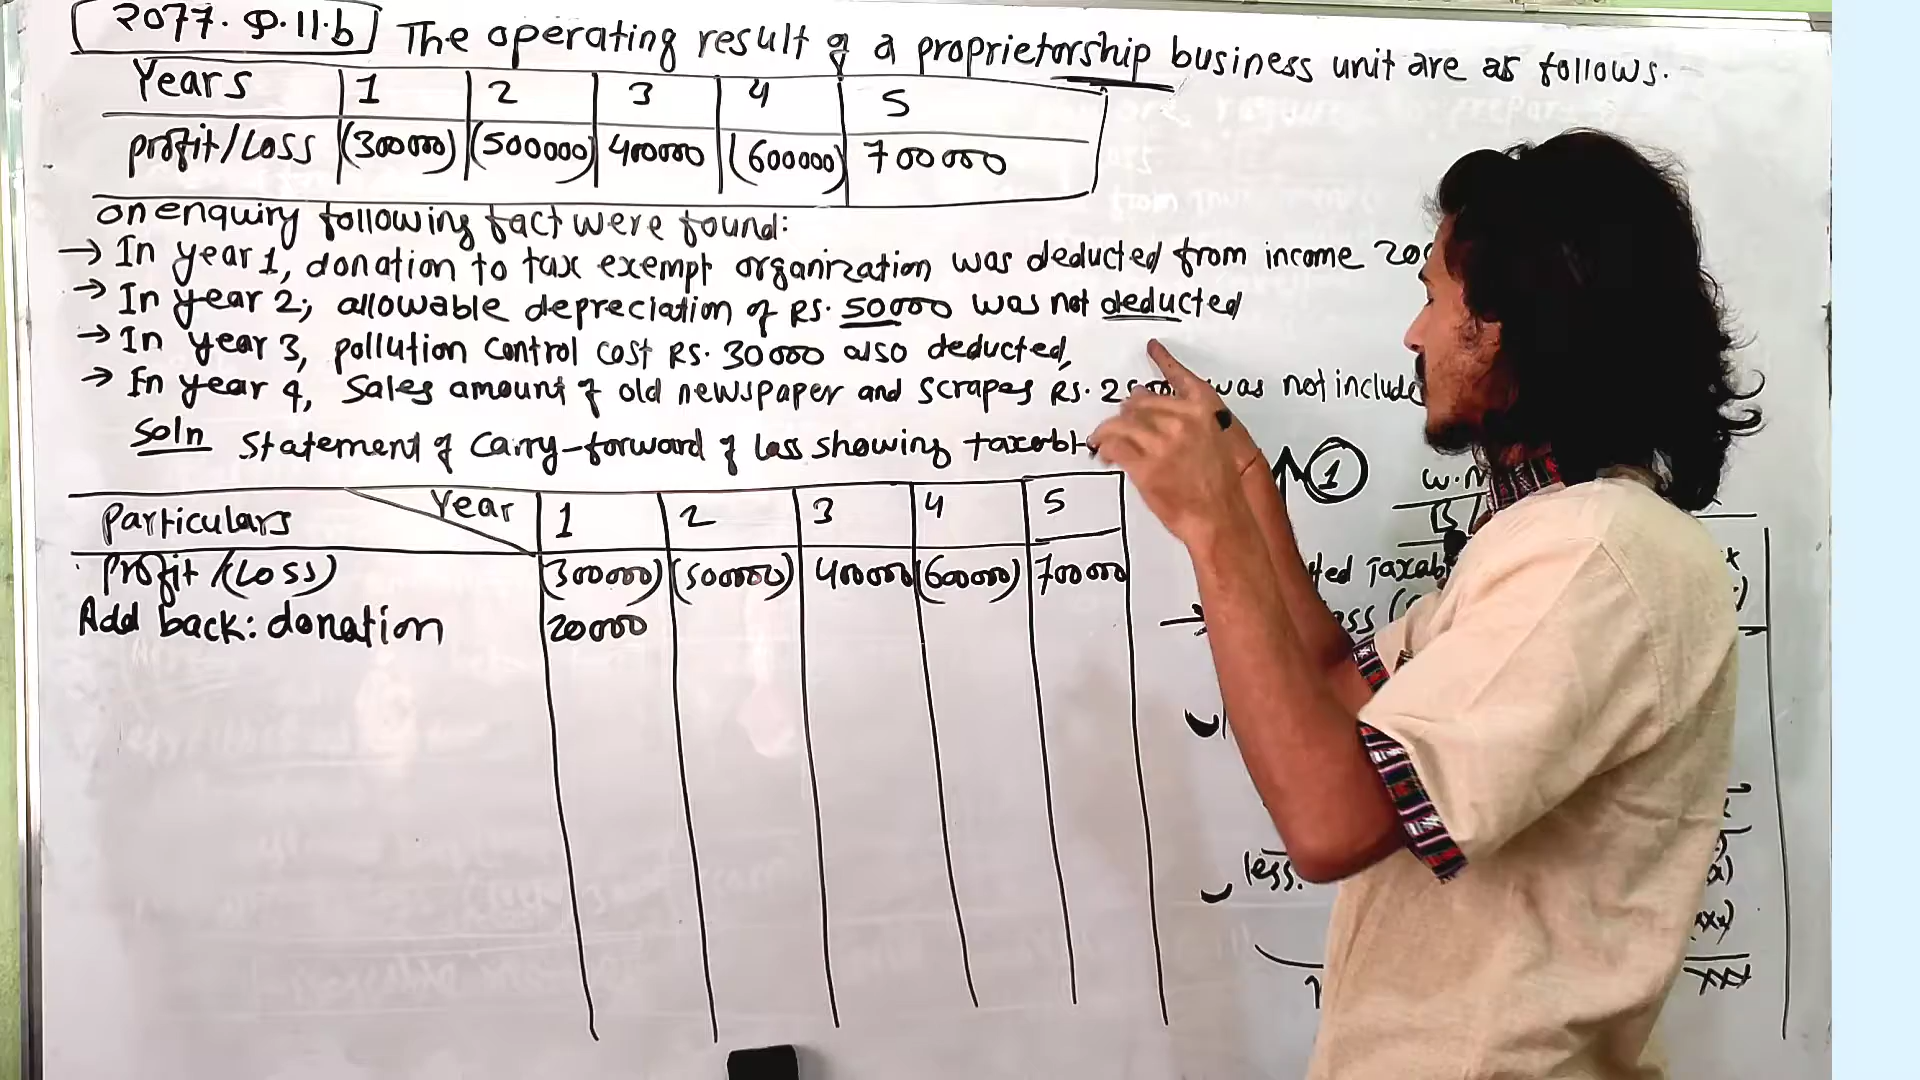 २०७७. Q.11.b The operating result of a proprietorship business unit are as follows.
Years 1 2 3 4 5
profit/Loss (300000) (500000) 400000 (600000) 700000
on enquiry following fact were found:
→ In year 1, donation to tax exempt organization was deducted from income
→ In year 2, allowable depreciation of Rs. 50000 was not deducted
→ In year 3, pollution control cost Rs. 30000 also deducted,
→ In year 4, sales amount of old newspaper and scrapes Rs. was not include
Soln Statement of Carry-forward of loss showing
Particulars Year 1 2 3 4 5
Profit /(Loss) (300000) (500000) 400000 (600000) 700000
Add back: donation 20000
1
less: